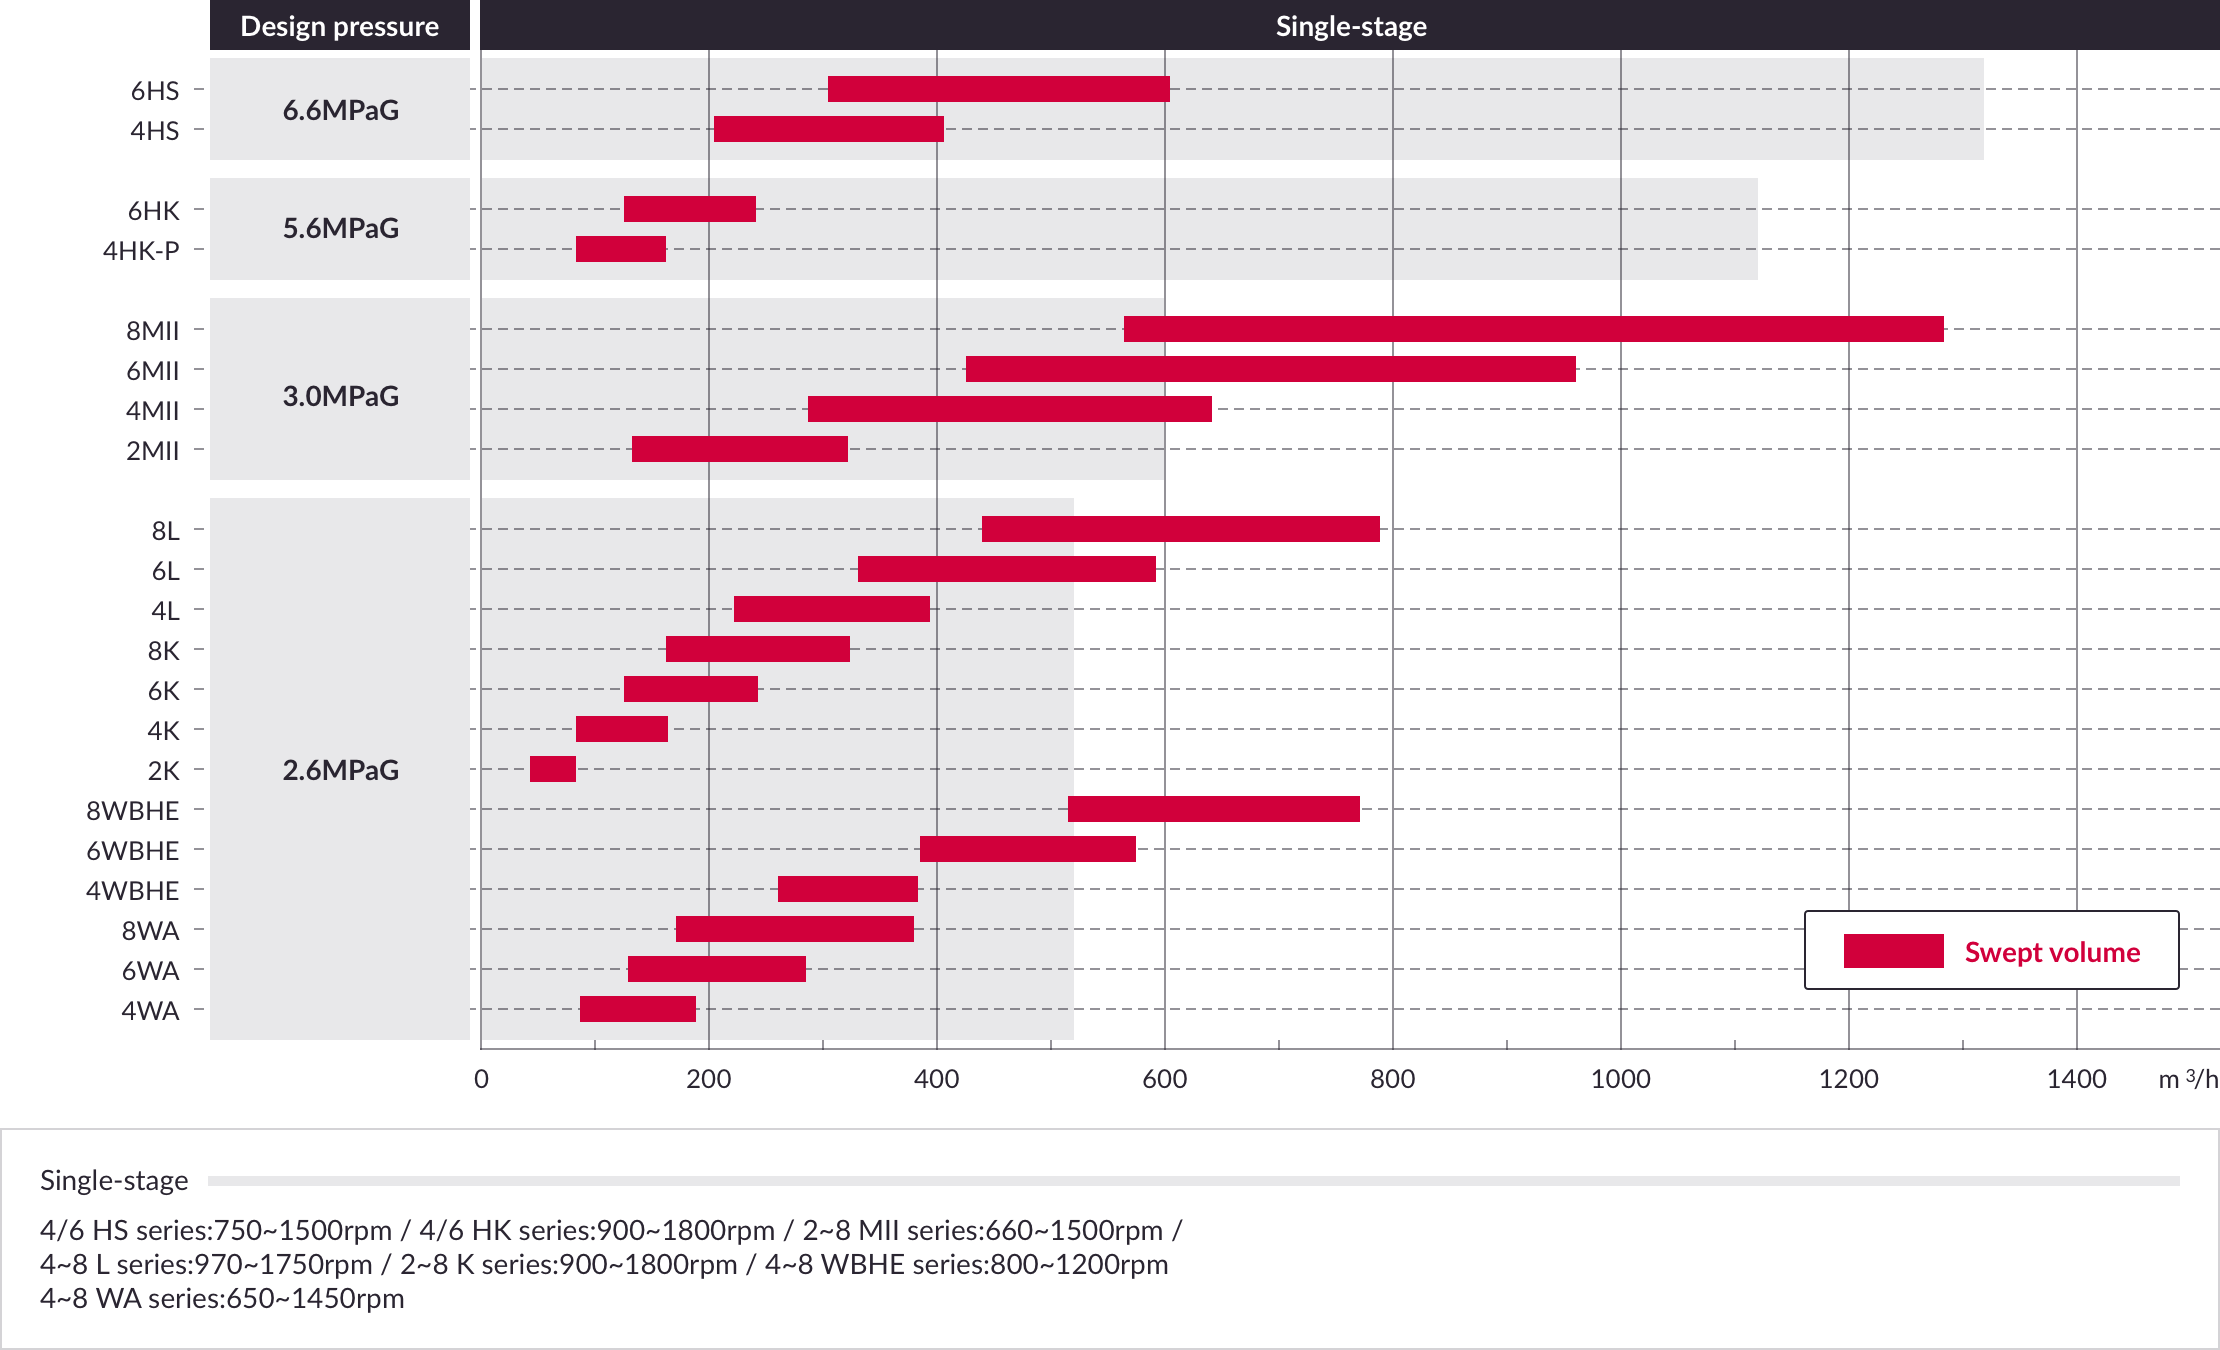 Design pressure
Single-stage
6HS
4HS
6.6MPaG
6HK
4HK-P
5.6MPaG
8MII
6MII
4MII
2MII
3.0MPaG
8L
6L
4L
8K
6K
4K
2K
8WBHE
6WBHE
4WBHE
8WA
6WA
4WA
2.6MPaG
Swept volume
0 200 400 600 800 1000 1200 1400 m ³/h
Single-stage
4/6 HS series:750~1500rpm / 4/6 HK series:900~1800rpm / 2~8 MII series:660~1500rpm /
4~8 L series:970~1750rpm / 2~8 K series:900~1800rpm / 4~8 WBHE series:800~1200rpm
4~8 WA series:650~1450rpm